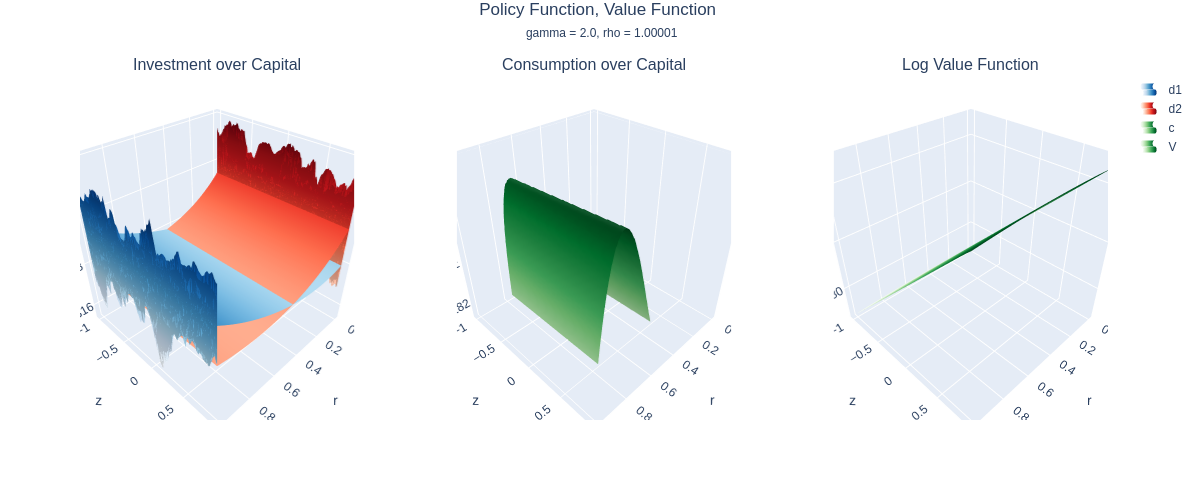 Policy Function, Value Function
gamma = 2.0, rho = 1.00001
Investment over Capital
Consumption over Capital
Log Value Function
d1
d2
c
V
−1
−0.5
0
0.5
z
0
0.2
0.4
0.6
0.8
r
−1
−0.5
0
0.5
z
0
0.2
0.4
0.6
0.8
r
−1
−0.5
0
0.5
z
0
0.2
0.4
0.6
0.8
r